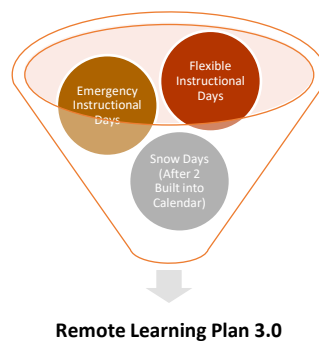 Flexible
Instructional
Days
Emergency
Instructional
Days
Snow Days
(After 2
Built into
Calendar)
Remote Learning Plan 3.0